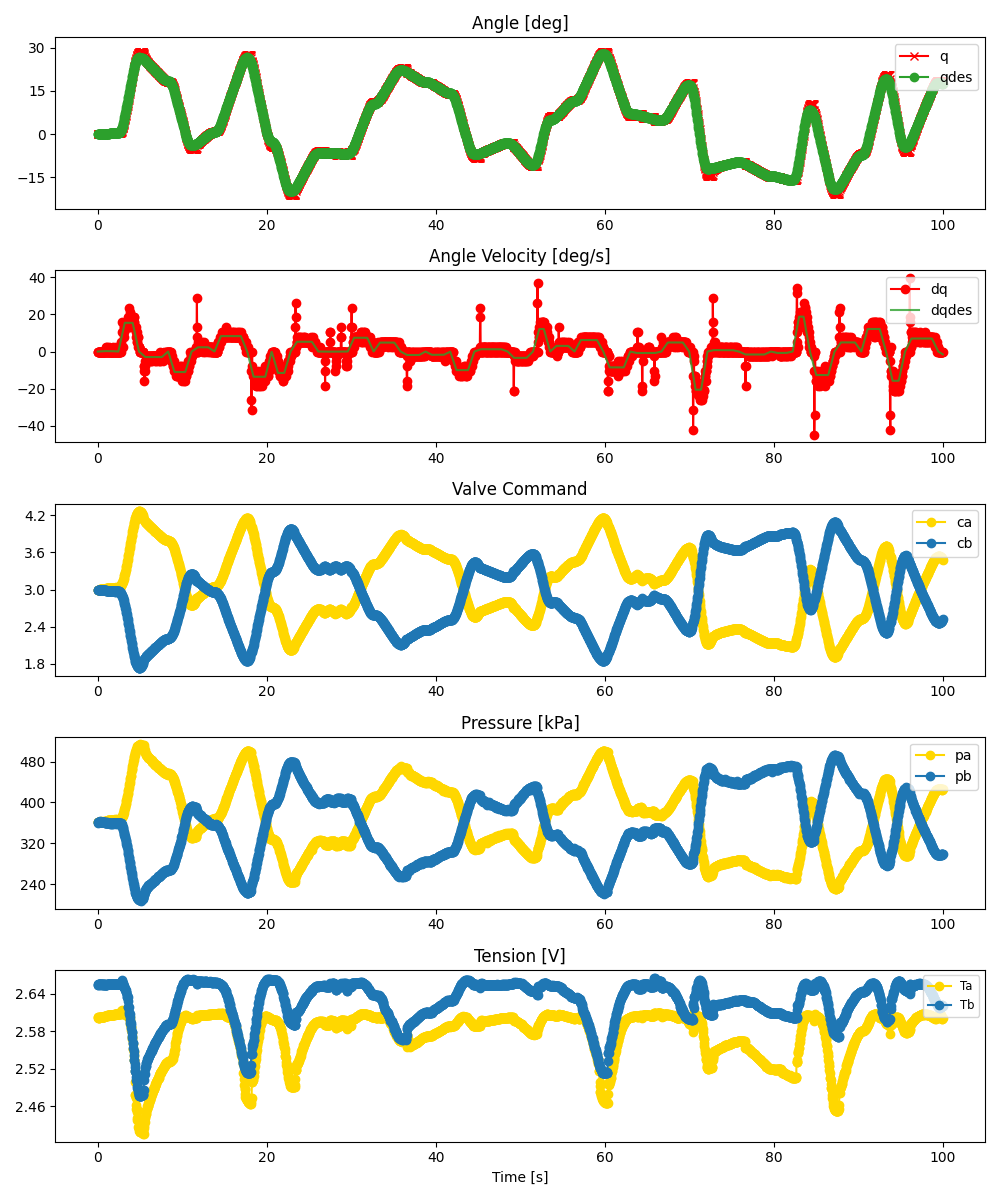 Angle [deg]
30
15
0
−15
q
qdes
0 20 40 60 80 100
Angle Velocity [deg/s]
40
20
0
−20
−40
dq
dqdes
0 20 40 60 80 100
Valve Command
4.2
3.6
3.0
2.4
1.8
ca
cb
0 20 40 60 80 100
Pressure [kPa]
480
400
320
240
pa
pb
0 20 40 60 80 100
Tension [V]
2.64
2.58
2.52
2.46
Ta
Tb
0 20 40 60 80 100
Time [s]